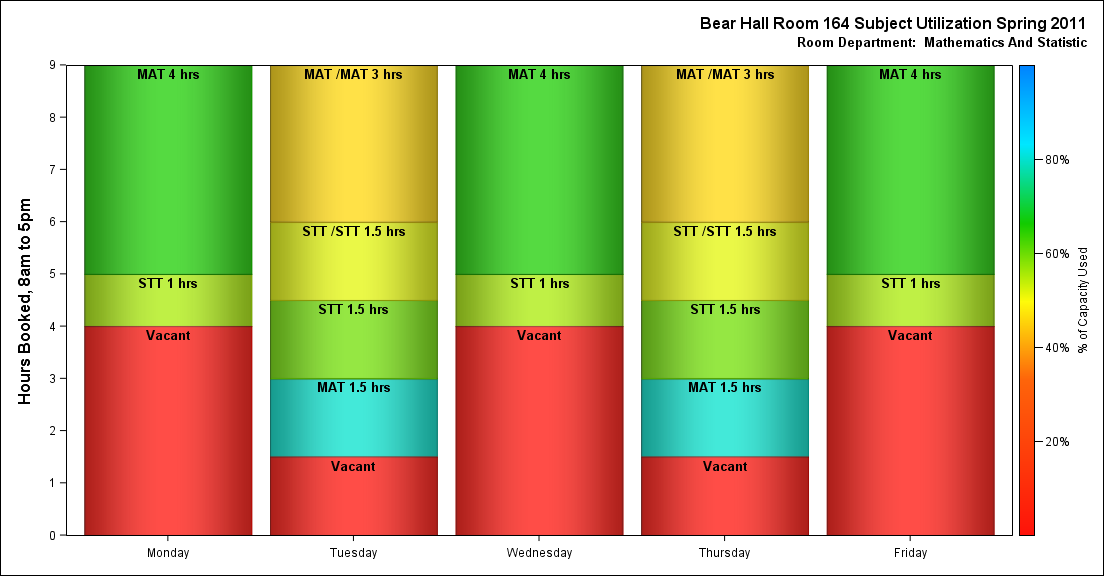 Bear Hall Room 164 Subject Utilization Spring 2011
Room Department:  Mathematics And Statistic
Hours Booked, 8am to 5pm
9
8
7
6
5
4
3
2
1
0
MAT 4 hrs
STT 1 hrs
Vacant
Monday
MAT /MAT 3 hrs
STT /STT 1.5 hrs
STT 1.5 hrs
MAT 1.5 hrs
Vacant
Tuesday
MAT 4 hrs
STT 1 hrs
Vacant
Wednesday
MAT /MAT 3 hrs
STT /STT 1.5 hrs
STT 1.5 hrs
MAT 1.5 hrs
Vacant
Thursday
MAT 4 hrs
STT 1 hrs
Vacant
Friday
80%
60%
40%
20%
% of Capacity Used